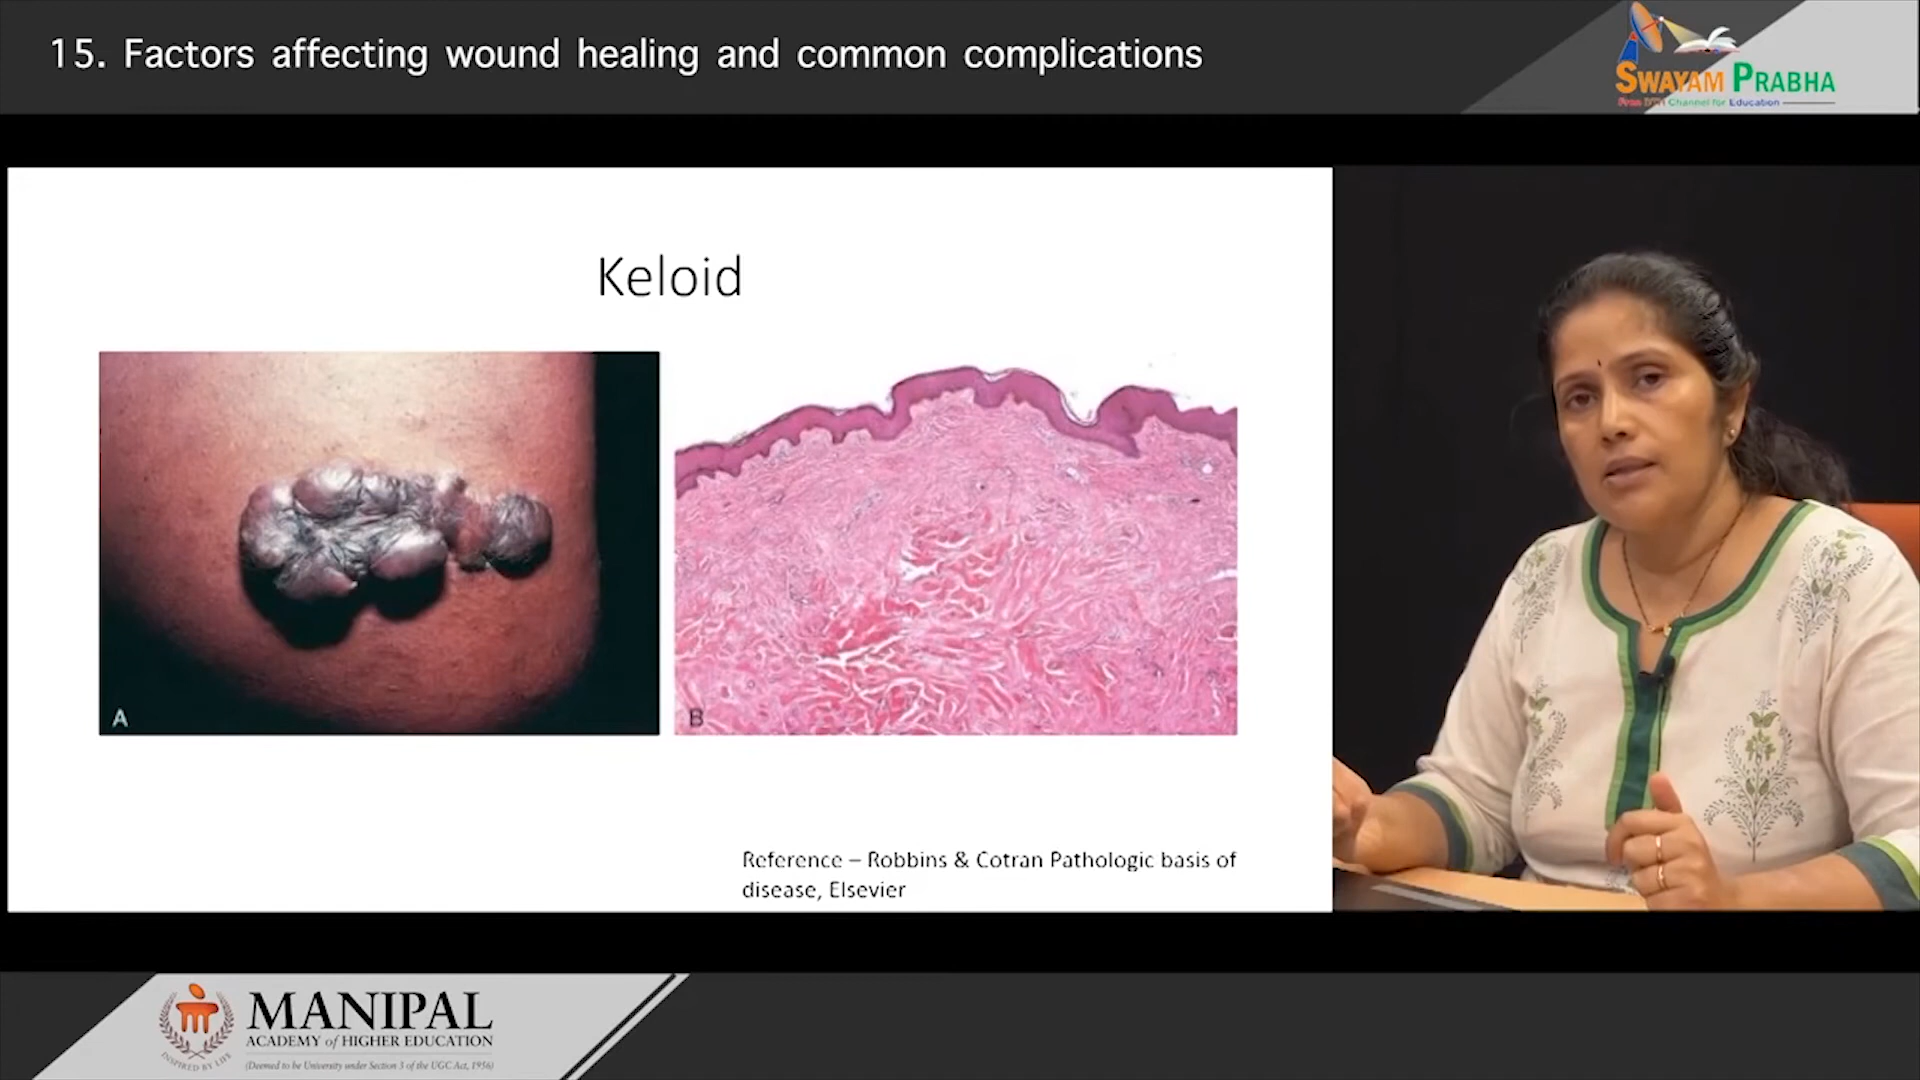 15. Factors affecting wound healing and common complications
SWAYAM PRABHA
Free DTH Channel for Education
Keloid
A
B
Reference – Robbins & Cotran Pathologic basis of
disease, Elsevier
MANIPAL
ACADEMY of HIGHER EDUCATION
INSPIRED BY LIFE
(Deemed to be University under Section 3 of the UGC Act, 1956)